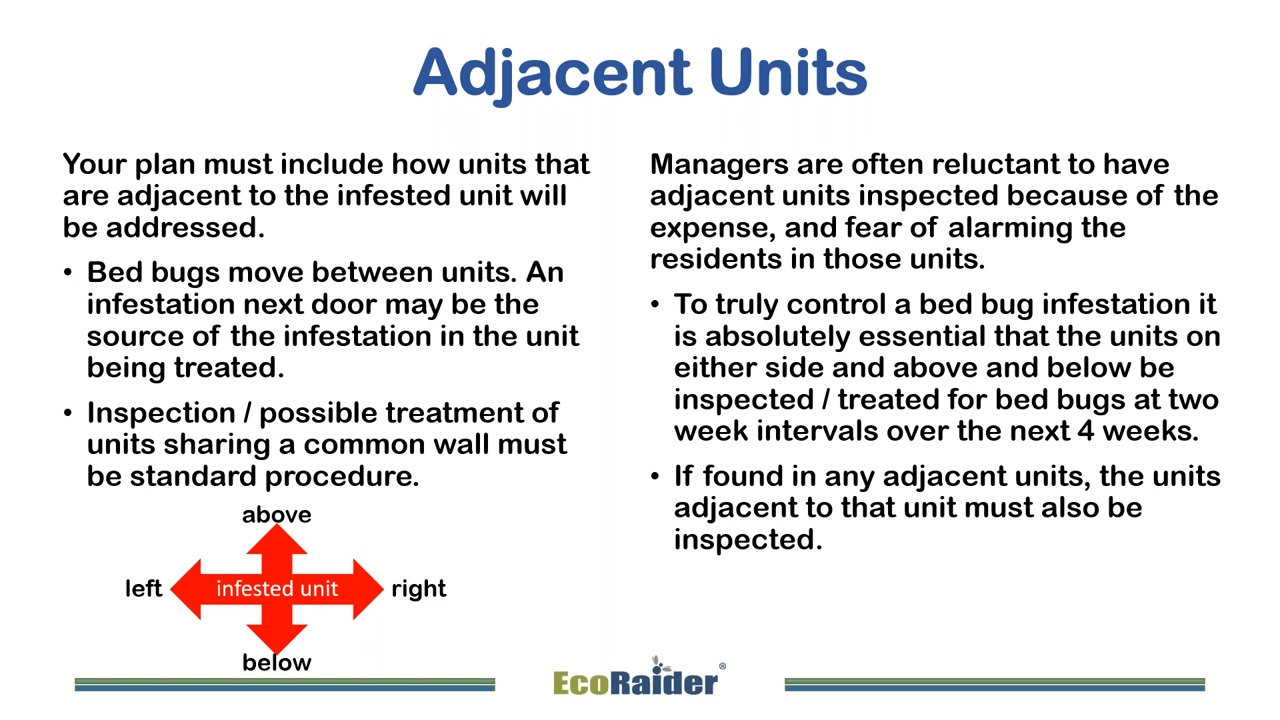 Adjacent Units
Your plan must include how units that
are adjacent to the infested unit will
be addressed.
• Bed bugs move between units. An
infestation next door may be the
source of the infestation in the unit
being treated.
• Inspection / possible treatment of
units sharing a common wall must
be standard procedure.
above
left
infested unit
right
below
Managers are often reluctant to have
adjacent units inspected because of the
expense, and fear of alarming the
residents in those units.
• To truly control a bed bug infestation it
is absolutely essential that the units on
either side and above and below be
inspected / treated for bed bugs at two
week intervals over the next 4 weeks.
• If found in any adjacent units, the units
adjacent to that unit must also be
inspected.
EcoRaider®